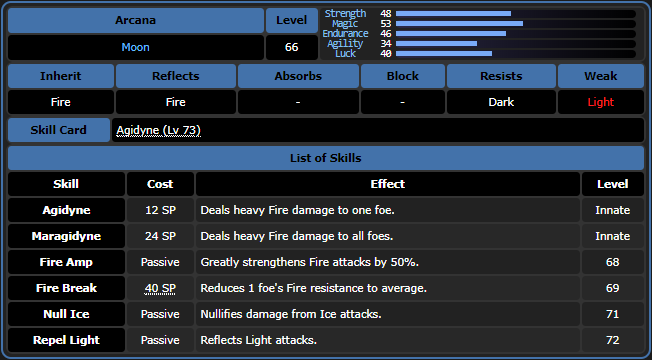 Arcana Level
Moon 66
Strength 48
Magic 53
Endurance 46
Agility 34
Luck 40
Inherit Reflects Absorbs Block Resists Weak
Fire Fire - - Dark Light
Skill Card Agidyne (Lv 73)
List of Skills
Skill Cost Effect Level
Agidyne 12 SP Deals heavy Fire damage to one foe. Innate
Maragidyne 24 SP Deals heavy Fire damage to all foes. Innate
Fire Amp Passive Greatly strengthens Fire attacks by 50%. 68
Fire Break 40 SP Reduces 1 foe's Fire resistance to average. 69
Null Ice Passive Nullifies damage from Ice attacks. 71
Repel Light Passive Reflects Light attacks. 72